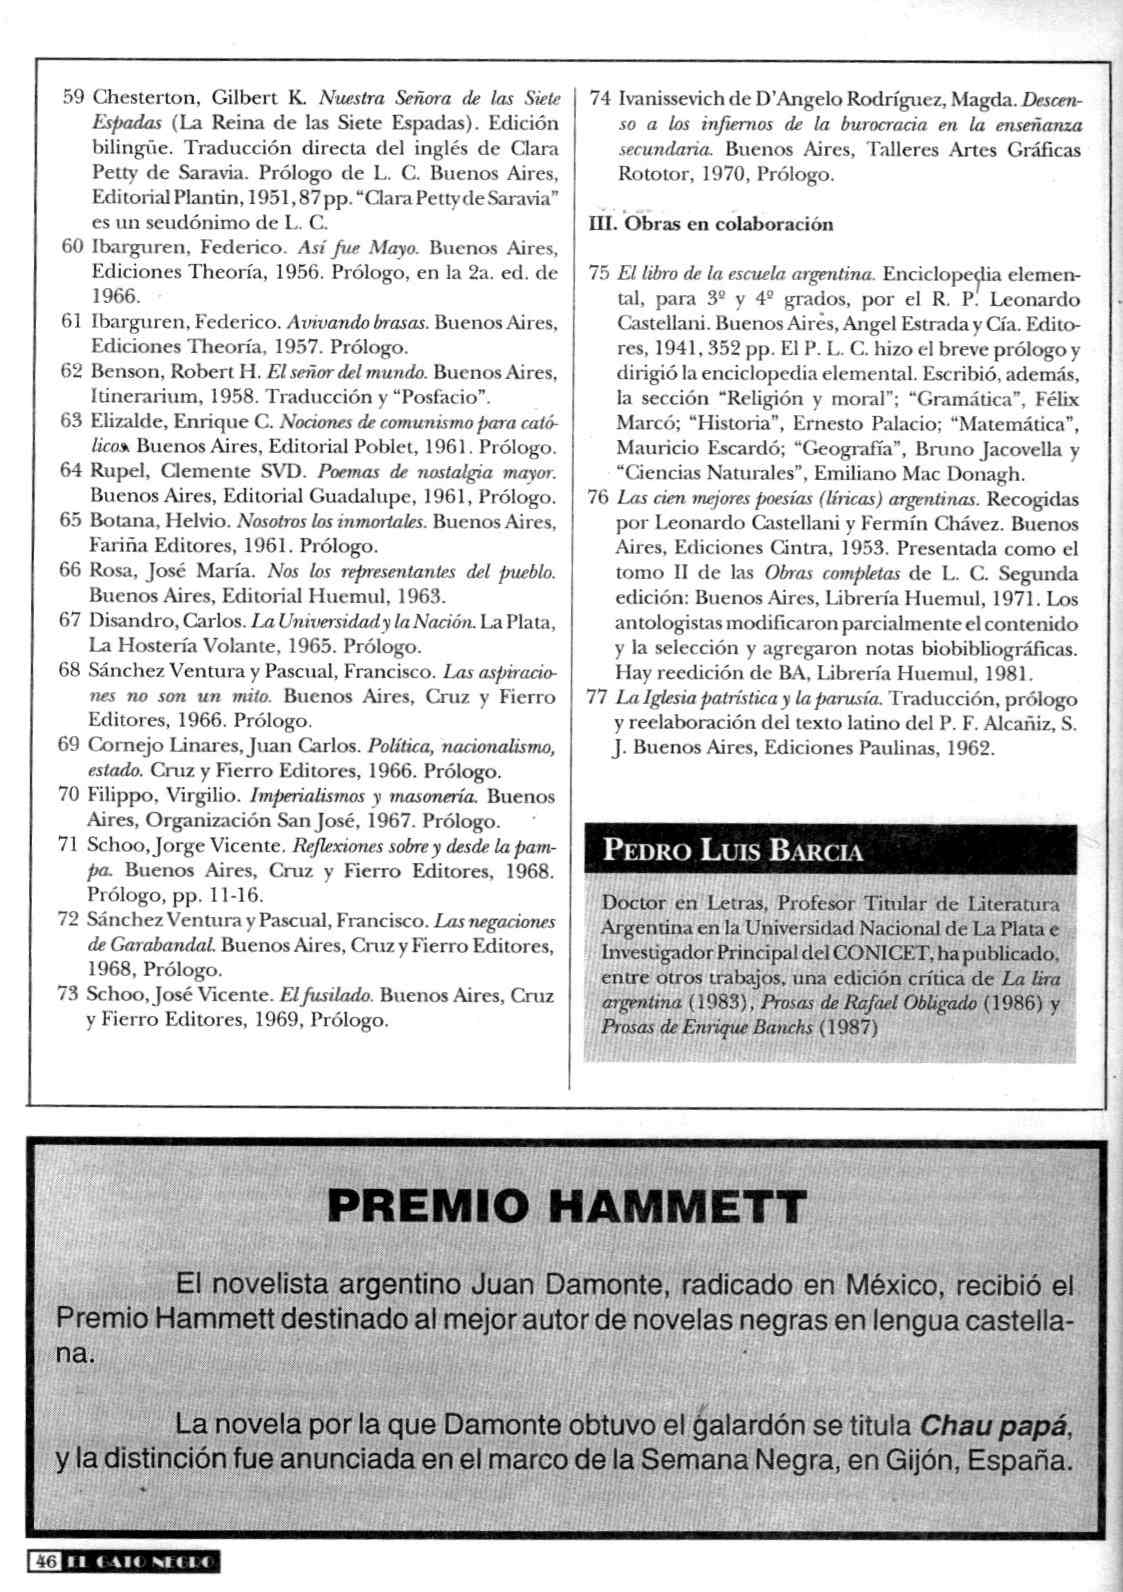 59 Chesterton, Gilbert K. Nuestra Señora de las Siete
Espadas (La Reina de las Siete Espadas). Edición
bilingüe. Traducción directa del inglés de Clara
Petty de Saravia. Prólogo de L. C. Buenos Aires,
Editorial Plantin, 1951, 87 pp. “Clara Petty de Saravia”
es un seudónimo de L. C.
60 Ibarguren, Federico. Así fue Mayo. Buenos Aires,
Ediciones Theoría, 1956. Prólogo, en la 2a. ed. de
1966.
61 Ibarguren, Federico. Avivando brasas. Buenos Aires,
Ediciones Theoría, 1957. Prólogo.
62 Benson, Robert H. El señor del mundo. Buenos Aires,
Itinerarium, 1958. Traducción y “Posfacio”.
63 Elizalde, Enrique C. Nociones de comunismo para cató-
licos. Buenos Aires, Editorial Poblet, 1961. Prólogo.
64 Rupel, Clemente SVD. Poemas de nostalgia mayor.
Buenos Aires, Editorial Guadalupe, 1961, Prólogo.
65 Botana, Helvio. Nosotros los inmortales. Buenos Aires,
Fariña Editores, 1961. Prólogo.
66 Rosa, José María. Nos los representantes del pueblo.
Buenos Aires, Editorial Huemul, 1963.
67 Disandro, Carlos. La Universidad y la Nación. La Plata,
La Hostería Volante, 1965. Prólogo.
68 Sánchez Ventura y Pascual, Francisco. Las aspiracio-
nes no son un mito. Buenos Aires, Cruz y Fierro
Editores, 1966. Prólogo.
69 Cornejo Linares, Juan Carlos. Política, nacionalismo,
estado. Cruz y Fierro Editores, 1966. Prólogo.
70 Filippo, Virgilio. Imperialismos y masonería. Buenos
Aires, Organización San José, 1967. Prólogo.
71 Schoo, Jorge Vicente. Reflexiones sobre y desde la pam-
pa. Buenos Aires, Cruz y Fierro Editores, 1968.
Prólogo, pp. 11-16.
72 Sánchez Ventura y Pascual, Francisco. Las negaciones
de Garabandal. Buenos Aires, Cruz y Fierro Editores,
1968, Prólogo.
73 Schoo, José Vicente. El fusilado. Buenos Aires, Cruz
y Fierro Editores, 1969, Prólogo.
74 Ivanissevich de D’Angelo Rodríguez, Magda. Descen-
so a los infiernos de la burocracia en la enseñanza
secundaria. Buenos Aires, Talleres Artes Gráficas
Rototor, 1970, Prólogo.
III. Obras en colaboración
75 El libro de la escuela argentina. Enciclopedia elemen-
tal, para 3º y 4º grados, por el R. P. Leonardo
Castellani. Buenos Aires, Angel Estrada y Cía. Edito-
res, 1941, 352 pp. El P. L. C. hizo el breve prólogo y
dirigió la enciclopedia elemental. Escribió, además,
la sección “Religión y moral”; “Gramática”, Félix
Marcó; “Historia”, Ernesto Palacio; “Matemática”,
Mauricio Escardó; “Geografía”, Bruno Jacovella y
“Ciencias Naturales”, Emiliano Mac Donagh.
76 Las cien mejores poesías (líricas) argentinas. Recogidas
por Leonardo Castellani y Fermín Chávez. Buenos
Aires, Ediciones Cintra, 1953. Presentada como el
tomo II de las Obras completas de L. C. Segunda
edición: Buenos Aires, Librería Huemul, 1971. Los
antologistas modificaron parcialmente el contenido
y la selección y agregaron notas biobibliográficas.
Hay reedición de BA, Librería Huemul, 1981.
77 La Iglesia patrística y la parusía. Traducción, prólogo
y reelaboración del texto latino del P. F. Alcañiz, S.
J. Buenos Aires, Ediciones Paulinas, 1962.
PEDRO LUIS BARCIA
Doctor en Letras, Profesor Titular de Literatura
Argentina en la Universidad Nacional de La Plata e
Investigador Principal del CONICET, ha publicado,
entre otros trabajos, una edición crítica de La lira
argentina (1983), Prosas de Rafael Obligado (1986) y
Prosas de Enrique Banchs (1987)
PREMIO HAMMETT
El novelista argentino Juan Damonte, radicado en México, recibió el
Premio Hammett destinado al mejor autor de novelas negras en lengua castella-
na.
La novela por la que Damonte obtuvo el galardón se titula Chau papá,
y la distinción fue anunciada en el marco de la Semana Negra, en Gijón, España.
46 EL GATO NEGRO